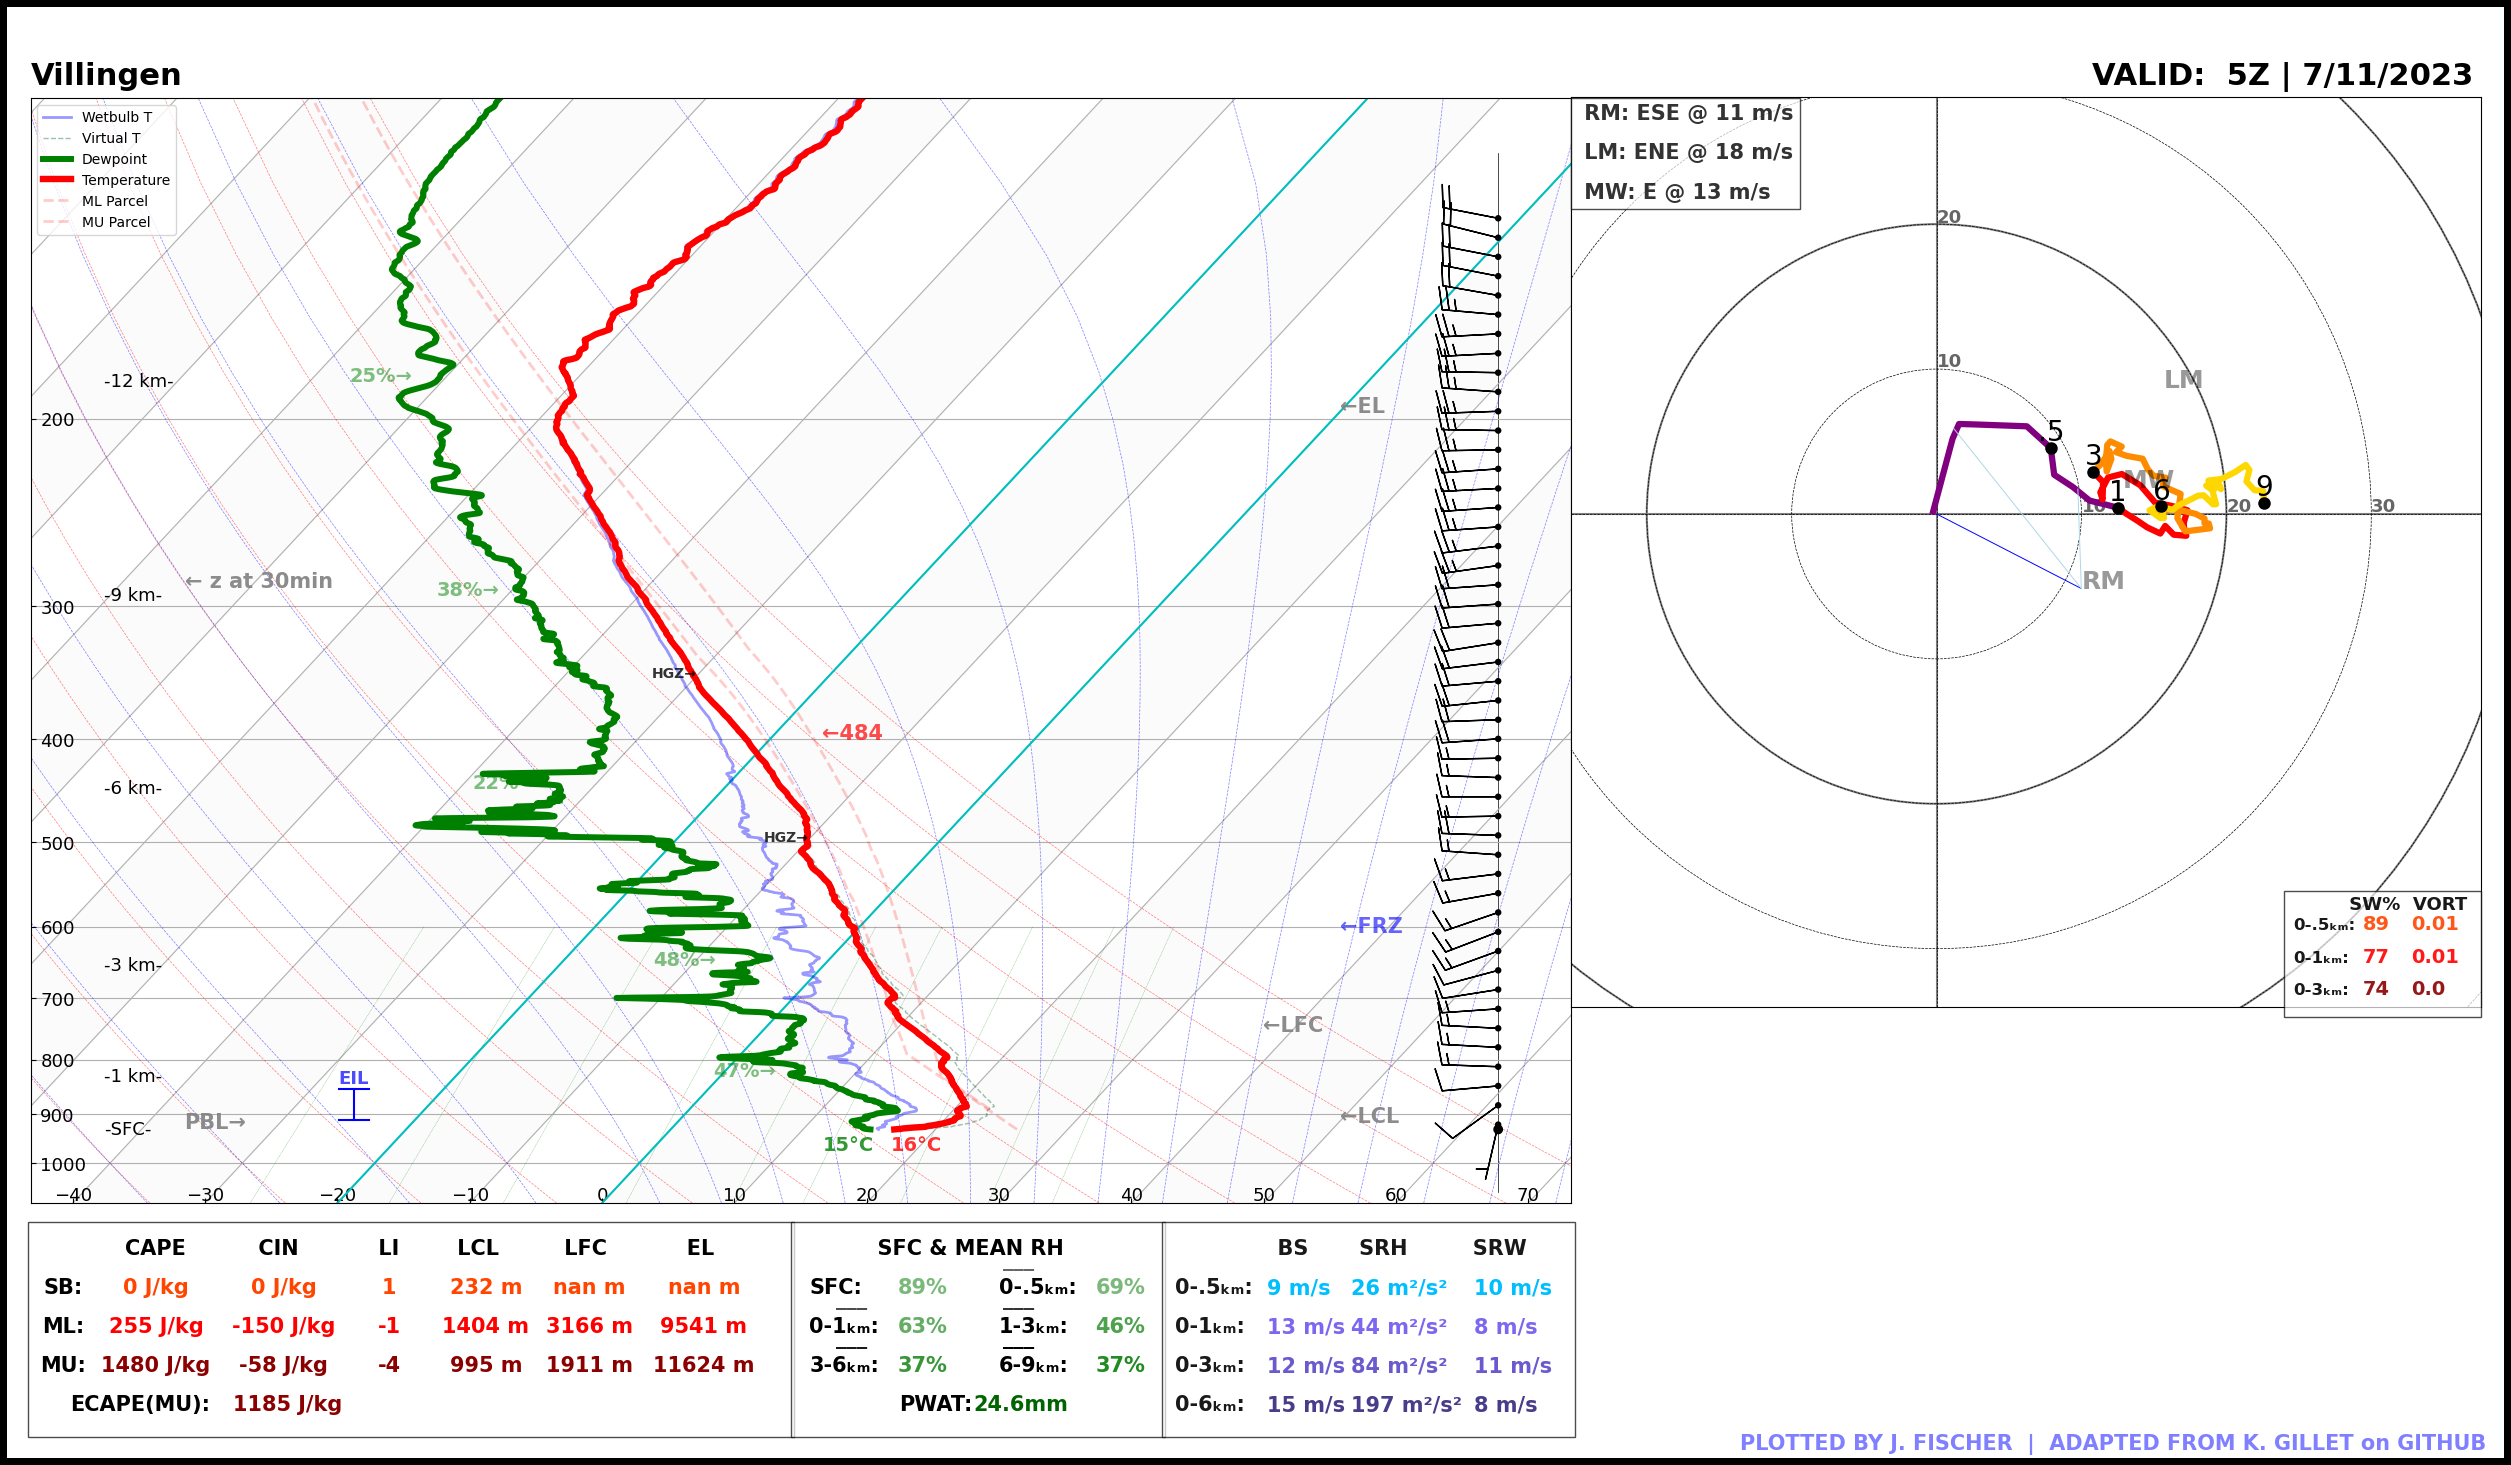 Villingen
VALID:  5Z | 7/11/2023
Wetbulb T
Virtual T
Dewpoint
Temperature
ML Parcel
MU Parcel
-12 km-
25%→
200
←EL
← z at 30min
-9 km-
38%→
300
HGZ→
←484
400
-6 km-
22%
HGZ→
500
600
←FRZ
-3 km-
48%→
700
←LFC
800
-1 km-
47%→
EIL
900
PBL→
-SFC-
←LCL
15°C 16°C
1000
−40 −30 −20 −10 0 10 20 30 40 50 60 70
RM: ESE @ 11 m/s
LM: ENE @ 18 m/s
MW: E @ 13 m/s
20
10
LM
5
3
MW
1 6 9
10 20 30
RM
SW% VORT
0-.5ₖₘ: 89 0.01
0-1ₖₘ: 77 0.01
0-3ₖₘ: 74 0.0
CAPE CIN LI LCL LFC EL
SB: 0 J/kg 0 J/kg 1 232 m nan m nan m
ML: 255 J/kg -150 J/kg -1 1404 m 3166 m 9541 m
MU: 1480 J/kg -58 J/kg -4 995 m 1911 m 11624 m
ECAPE(MU): 1185 J/kg
SFC & MEAN RH
SFC: 89% 0-.5ₖₘ: 69%
0-1ₖₘ: 63% 1-3ₖₘ: 46%
3-6ₖₘ: 37% 6-9ₖₘ: 37%
PWAT: 24.6mm
BS SRH SRW
0-.5ₖₘ: 9 m/s 26 m²/s² 10 m/s
0-1ₖₘ: 13 m/s 44 m²/s² 8 m/s
0-3ₖₘ: 12 m/s 84 m²/s² 11 m/s
0-6ₖₘ: 15 m/s 197 m²/s² 8 m/s
PLOTTED BY J. FISCHER  |  ADAPTED FROM K. GILLET on GITHUB